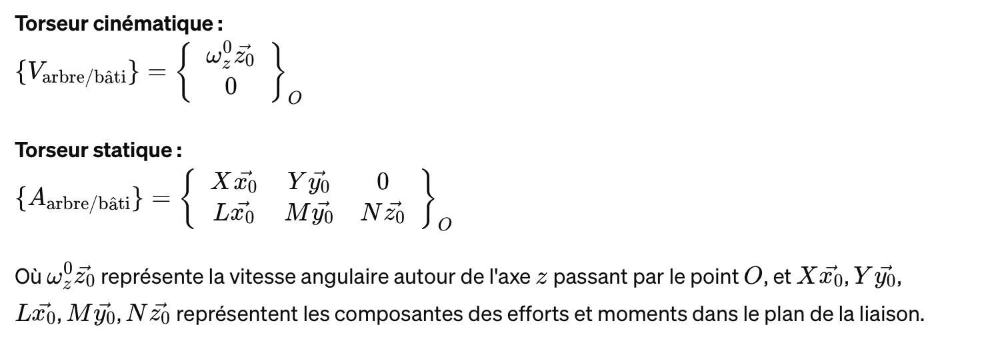 Torseur cinématique :
$\{V_{\text{arbre/bâti}}\} = \left\{ \begin{array}{c} \omega_z^0 \vec{z_0} \\ 0 \end{array} \right\}_O$
Torseur statique :
$\{A_{\text{arbre/bâti}}\} = \left\{ \begin{array}{ccc} X\vec{x_0} & Y\vec{y_0} & 0 \\ L\vec{x_0} & M\vec{y_0} & N\vec{z_0} \end{array} \right\}_O$
Où $\omega_z^0 \vec{z_0}$ représente la vitesse angulaire autour de l'axe $z$ passant par le point $O$, et $X\vec{x_0}$, $Y\vec{y_0}$,
$L\vec{x_0}$, $M\vec{y_0}$, $N\vec{z_0}$ représentent les composantes des efforts et moments dans le plan de la liaison.